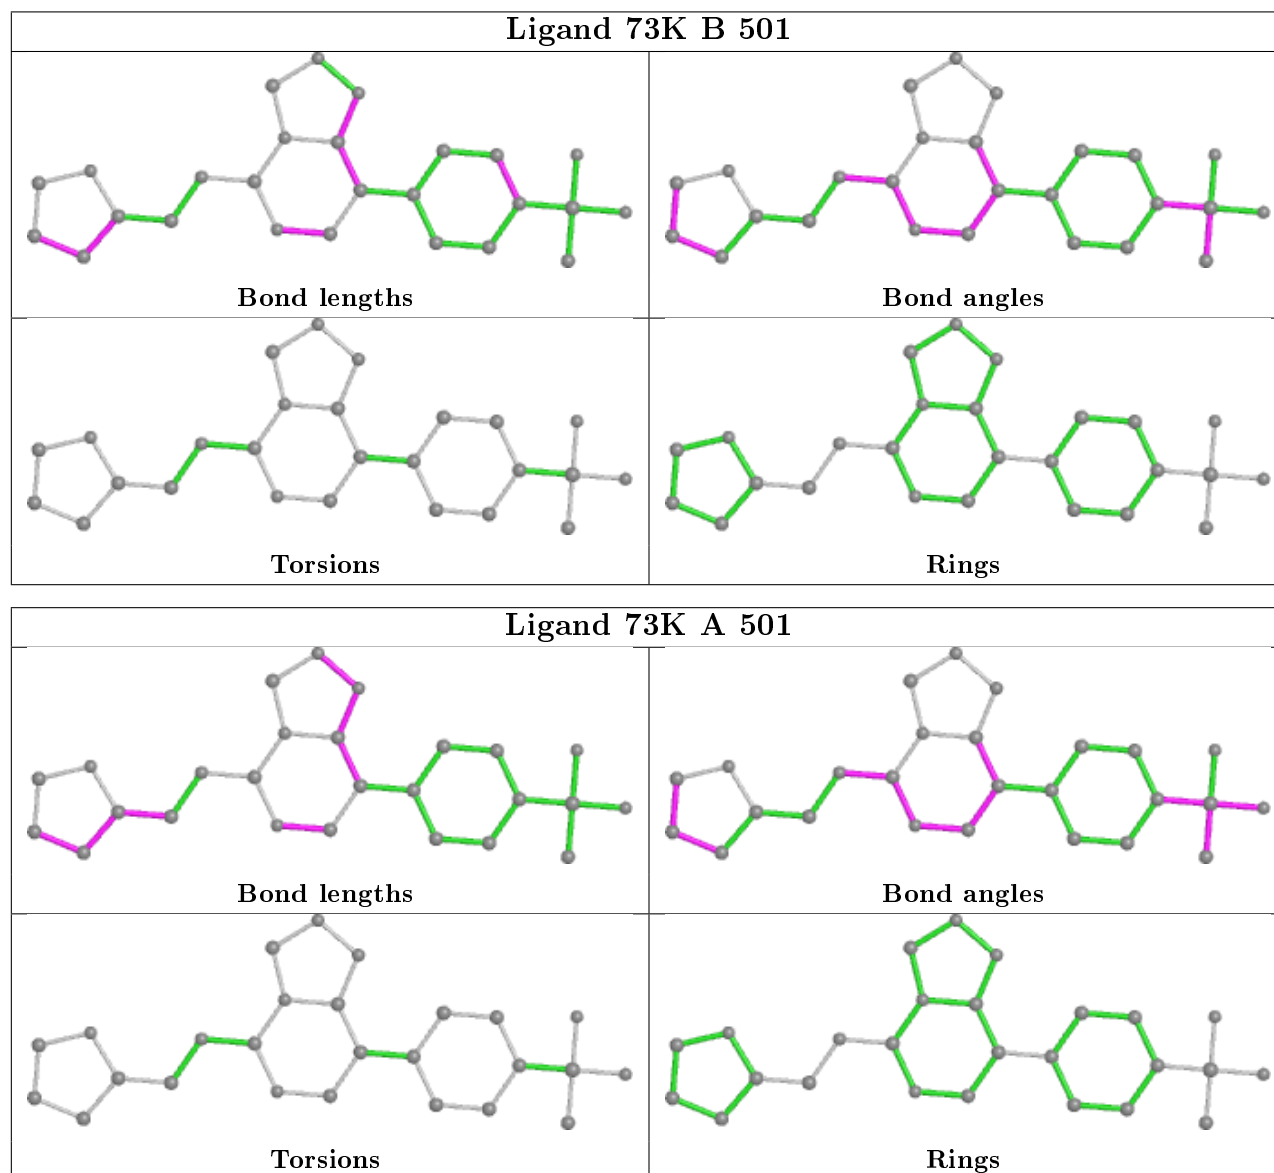 Ligand 73K B 501
Bond lengths
Bond angles
Torsions
Rings
Ligand 73K A 501
Bond lengths
Bond angles
Torsions
Rings